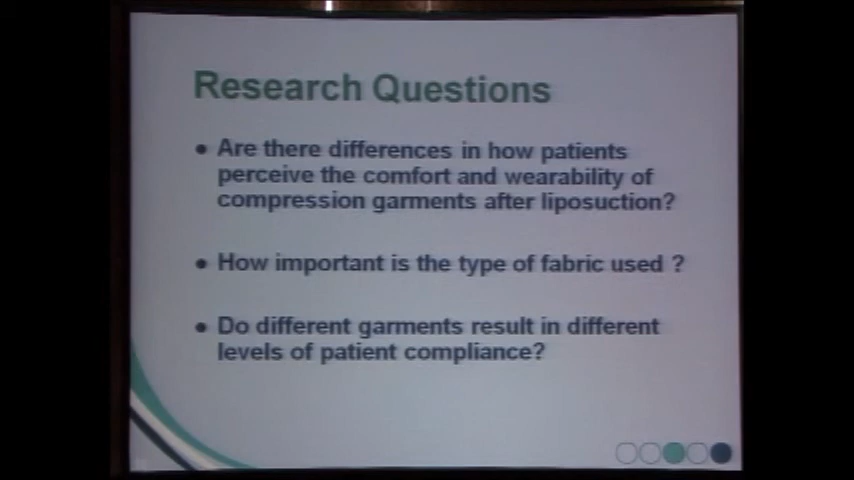 Research Questions
• Are there differences in how patients
perceive the comfort and wearability of
compression garments after liposuction?
• How important is the type of fabric used ?
• Do different garments result in different
levels of patient compliance?